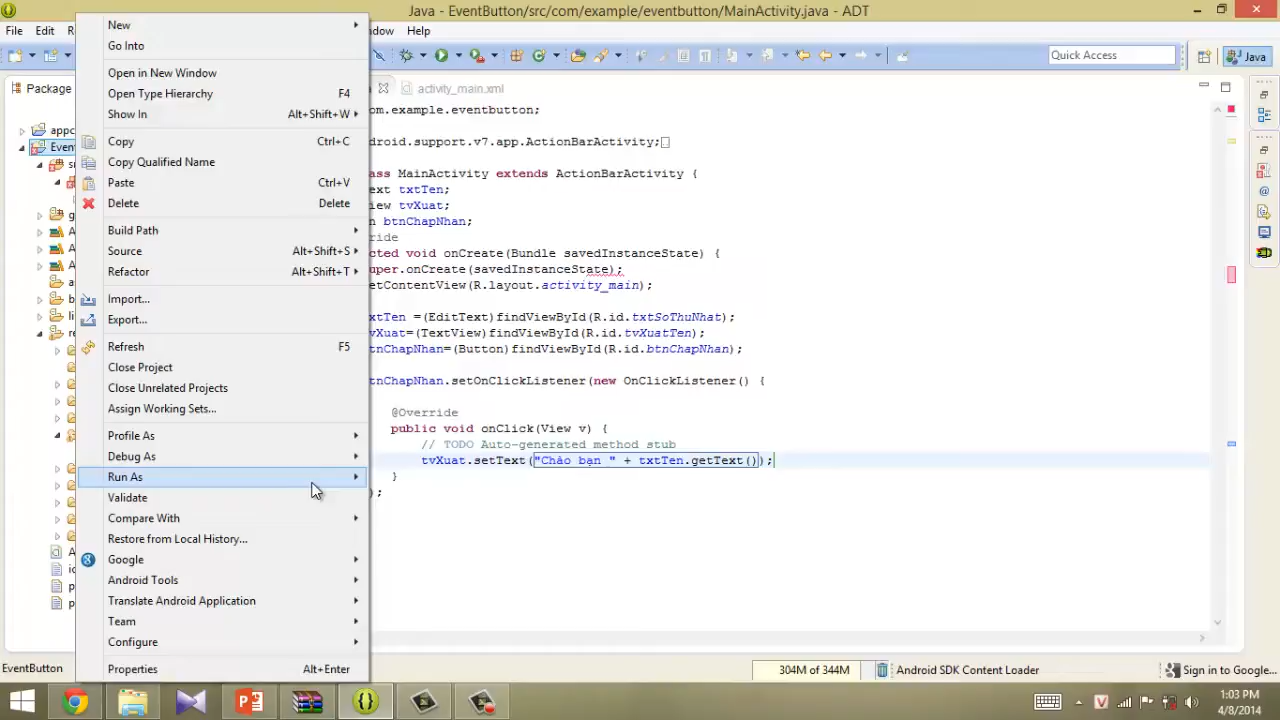 Java - EventButton/src/com/example/eventbutton/MainActivity.java - ADT
File Edit
Help
Quick Access
Java
Package
activity_main.xml
New
Go Into
Open in New Window
Open Type Hierarchy F4
Show In Alt+Shift+W
Copy Ctrl+C
Copy Qualified Name
Paste Ctrl+V
Delete Delete
Build Path
Source Alt+Shift+S
Refactor Alt+Shift+T
Import...
Export...
Refresh F5
Close Project
Close Unrelated Projects
Assign Working Sets...
Profile As
Debug As
Run As
Validate
Compare With
Restore from Local History...
Google
Android Tools
Translate Android Application
Team
Configure
Properties Alt+Enter
appc
Even
om.example.eventbutton;
droid.support.v7.app.ActionBarActivity;
ass MainActivity extends ActionBarActivity {
ext txtTen;
iew tvXuat;
n btnChapNhan;
ride
cted void onCreate(Bundle savedInstanceState) {
uper.onCreate(savedInstanceState);
etContentView(R.layout.activity_main);
xtTen =(EditText)findViewById(R.id.txtSoThuNhat);
vXuat=(TextView)findViewById(R.id.tvXuatTen);
tnChapNhan=(Button)findViewById(R.id.btnChapNhan);
tnChapNhan.setOnClickListener(new OnClickListener() {
@Override
public void onClick(View v) {
// TODO Auto-generated method stub
tvXuat.setText("Chào bạn " + txtTen.getText());
}
);
EventButton
304M of 344M
Android SDK Content Loader
Sign in to Google...
1:03 PM
4/8/2014